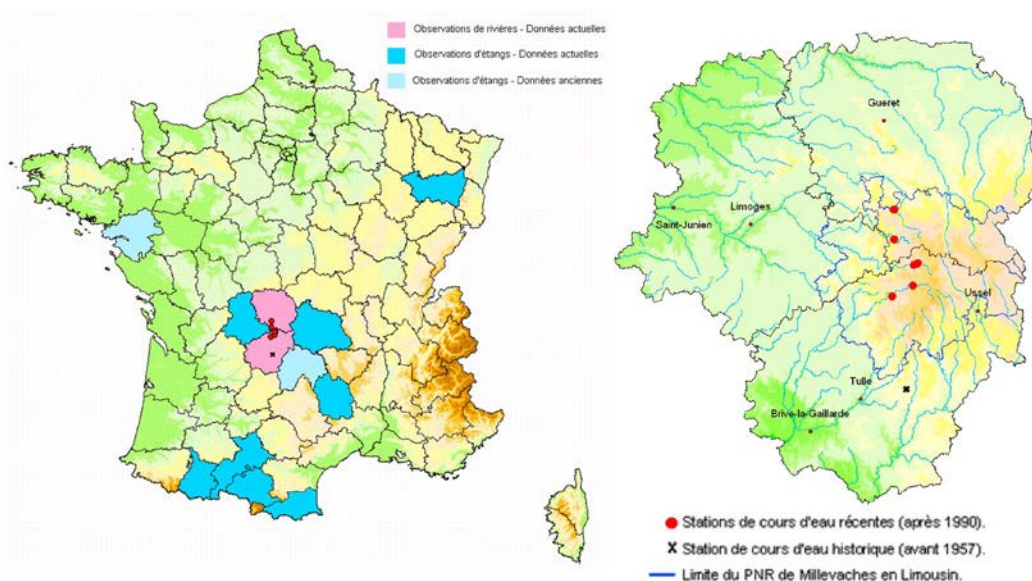 Observations de rivières - Données actuelles
Observations d'étangs - Données actuelles
Observations d'étangs - Données anciennes
Gueret
Limoges
Saint-Junien
Ussel
Tulle
Brive-la-Gaillarde
Stations de cours d'eau récentes (après 1990).
Station de cours d'eau historique (avant 1957).
Limite du PNR de Millevaches en Limousin.